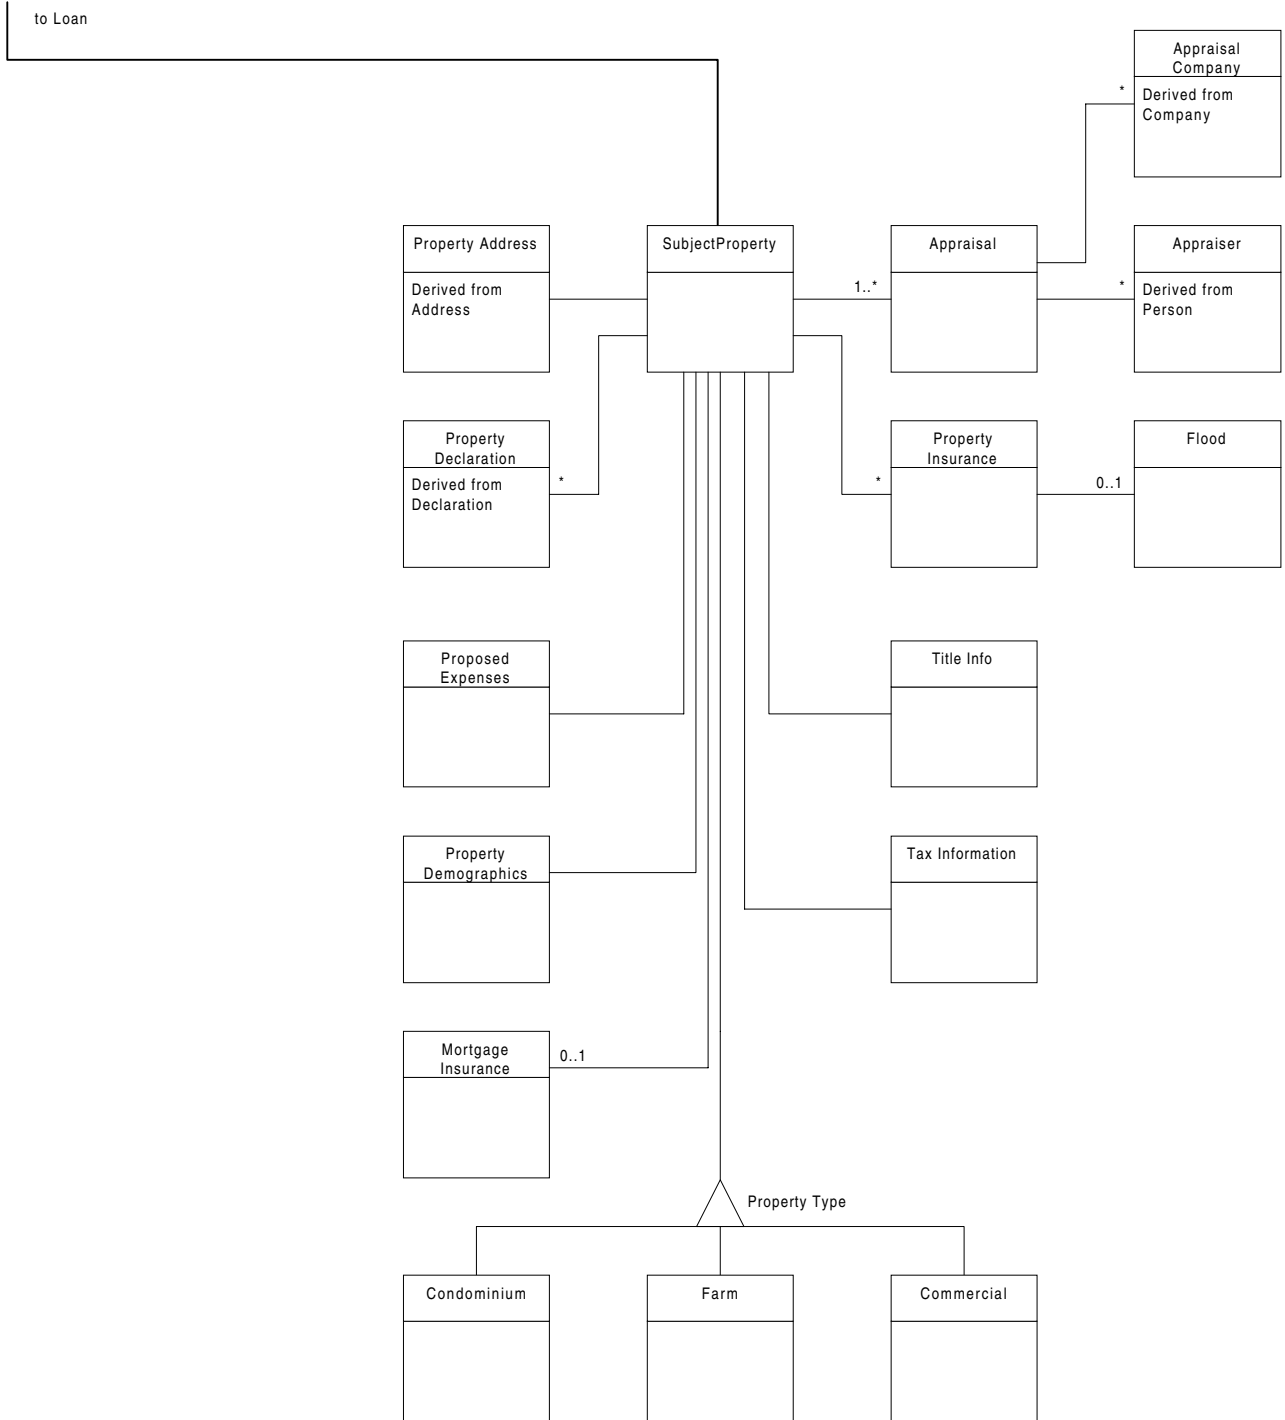 to Loan
Appraisal
Company
*
Derived from
Company
Property Address
SubjectProperty
Appraisal
Appraiser
Derived from
Address
1..*
*
Derived from
Person
Property
Declaration
Property
Insurance
Flood
Derived from
Declaration
*
*
0..1
Proposed
Expenses
Title Info
Property
Demographics
Tax Information
Mortgage
Insurance
0..1
Property Type
Condominium
Farm
Commercial